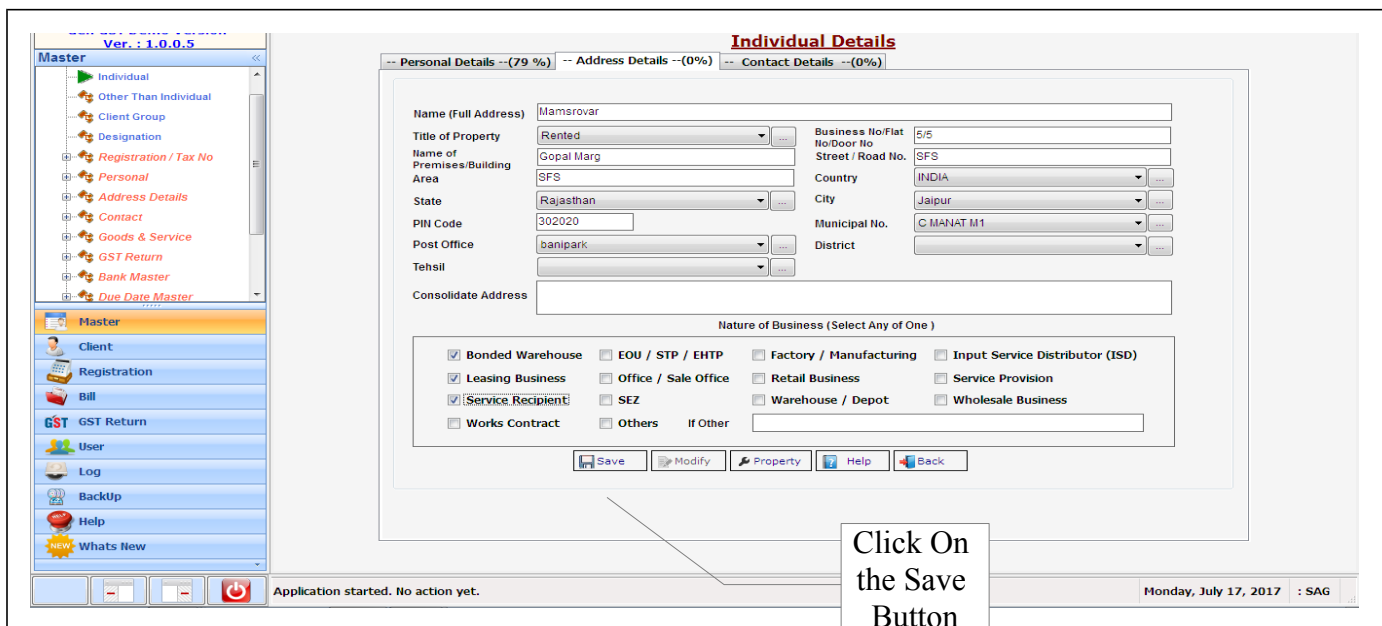 Ver. : 1.0.0.5
Individual Details
Master
-- Personal Details --(79 %) -- Address Details --(0%) -- Contact Details --(0%)
Individual
Other Than Individual
Client Group
Designation
Registration / Tax No
Personal
Address Details
Contact
Goods & Service
GST Return
Bank Master
Due Date Master
Name (Full Address) Mamsrovar
Title of Property Rented ... Business No/Flat No/Door No 5/5
Name of Premises/Building Gopal Marg Street / Road No. SFS
Area SFS Country INDIA ...
State Rajasthan ... City Jaipur ...
PIN Code 302020 Municipal No. C MANAT M1 ...
Post Office banipark ... District ...
Tehsil ...
Consolidate Address
Nature of Business (Select Any of One )
Bonded Warehouse EOU / STP / EHTP Factory / Manufacturing Input Service Distributor (ISD)
Leasing Business Office / Sale Office Retail Business Service Provision
Service Recipient SEZ Warehouse / Depot Wholesale Business
Works Contract Others If Other
Save Modify Property Help Back
Master
Client
Registration
Bill
GST GST Return
User
Log
BackUp
Help
NEW Whats New
Click On
the Save
Button
Application started. No action yet. Monday, July 17, 2017 : SAG